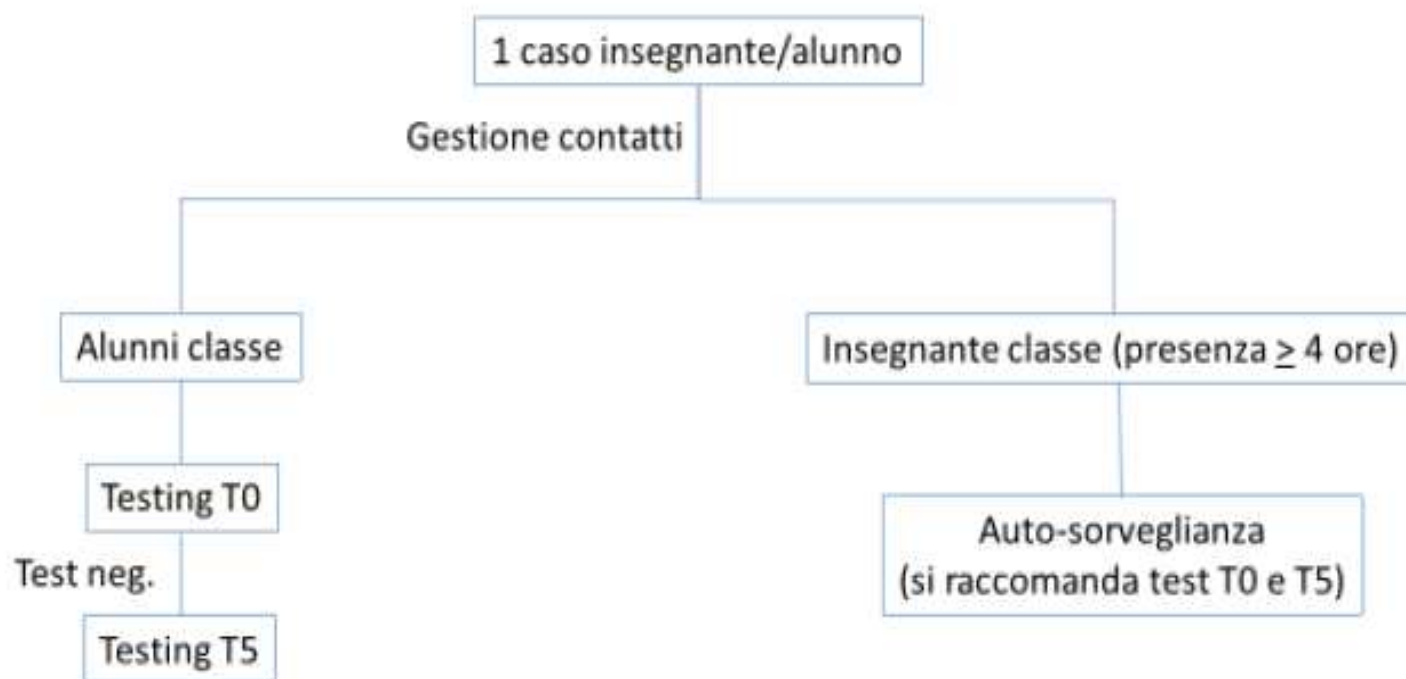 1 caso insegnante/alunno
Gestione contatti
Alunni classe
Insegnante classe (presenza ≥ 4 ore)
Testing T0
Auto-sorveglianza
(si raccomanda test T0 e T5)
Test neg.
Testing T5